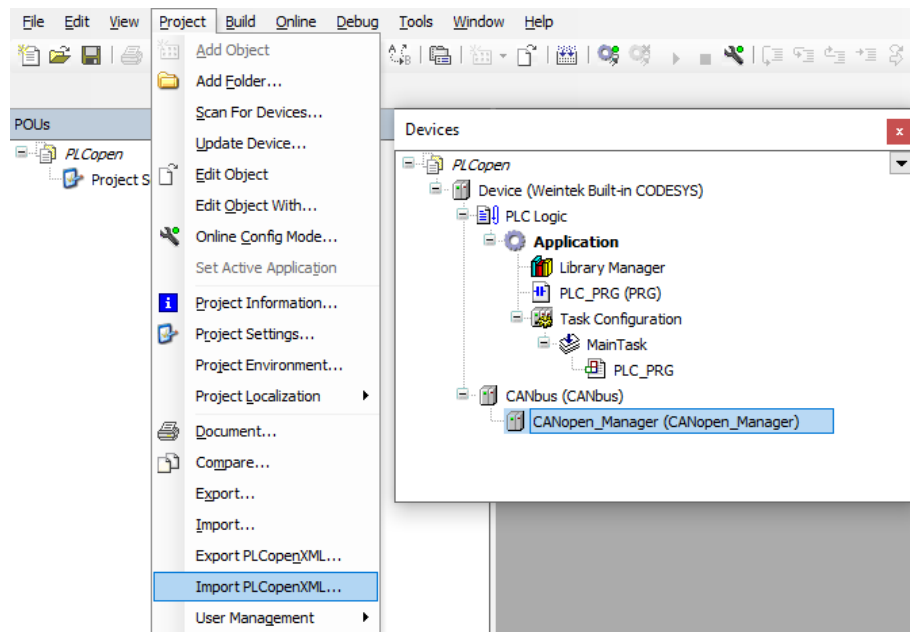 File Edit View Project Build Online Debug Tools Window Help
POUs
PLCopen
Project S
Add Object
Add Folder...
Scan For Devices...
Update Device...
Edit Object
Edit Object With...
Online Config Mode...
Set Active Application
Project Information...
Project Settings...
Project Environment...
Project Localization
Document...
Compare...
Export...
Import...
Export PLCopenXML...
Import PLCopenXML...
User Management
Devices
x
PLCopen
Device (Weintek Built-in CODESYS)
PLC Logic
Application
Library Manager
PLC_PRG (PRG)
Task Configuration
MainTask
PLC_PRG
CANbus (CANbus)
CANopen_Manager (CANopen_Manager)